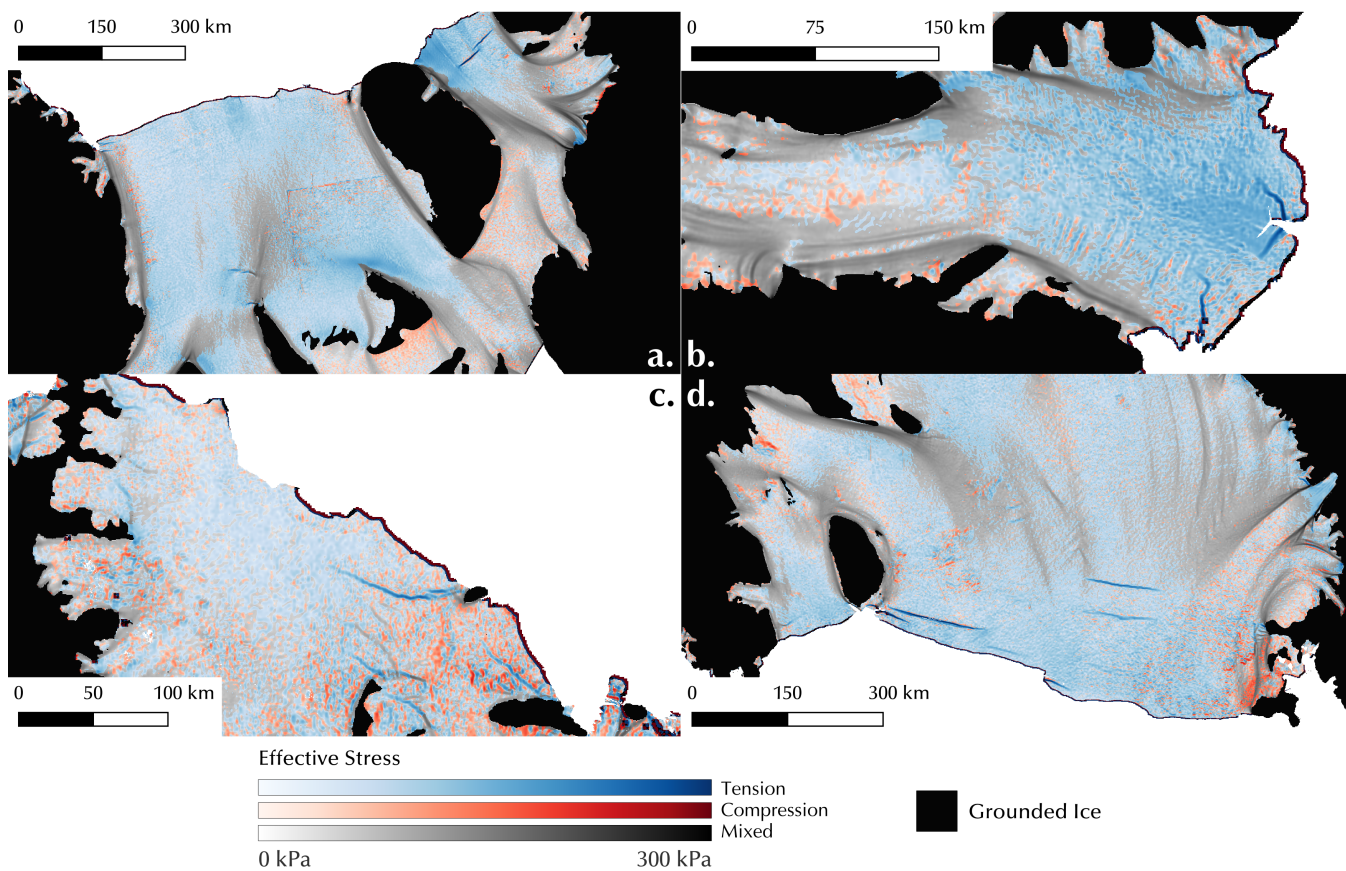 0 150 300 km
0 75 150 km
a. b.
c. d.
0 50 100 km
0 150 300 km
Effective Stress
Tension
Compression
Mixed
0 kPa 300 kPa
Grounded Ice